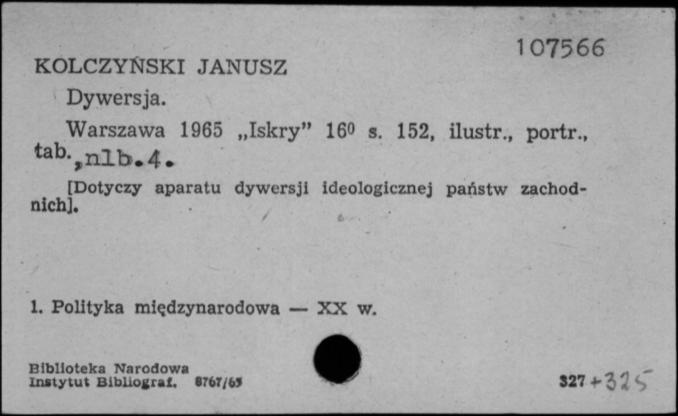 107566
KOLCZYŃSKI JANUSZ
Dywersja.
Warszawa 1965 „Iskry” 16⁰ s. 152, ilustr., portr.,
tab., nlb. 4.
[Dotyczy aparatu dywersji ideologicznej państw zachod-
nich].
1. Polityka międzynarodowa — XX w.
Biblioteka Narodowa
Instytut Bibliograf. 8767/65
327 + 325